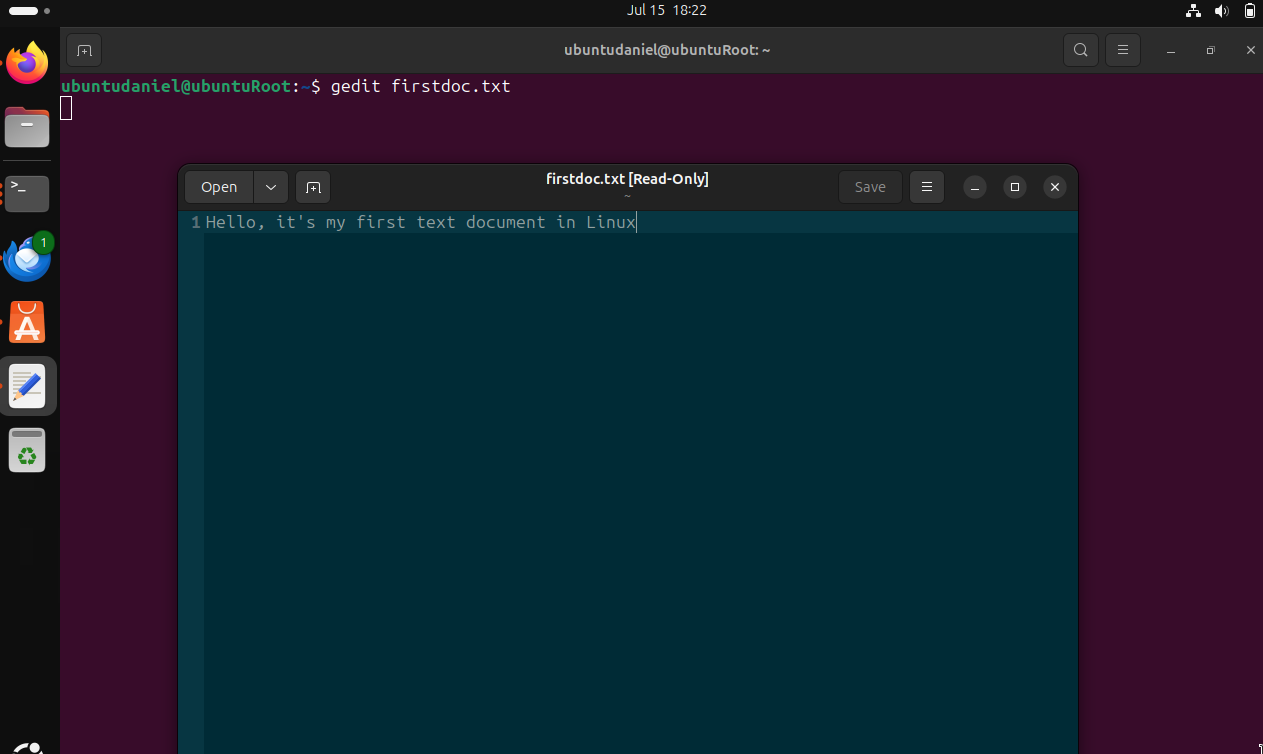 Jul 15 18:22
ubuntudaniel@ubuntuRoot: ~
ubuntudaniel@ubuntuRoot:~$ gedit firstdoc.txt
>_
1
Open
firstdoc.txt [Read-Only]
~
Save
1 Hello, it's my first text document in Linux